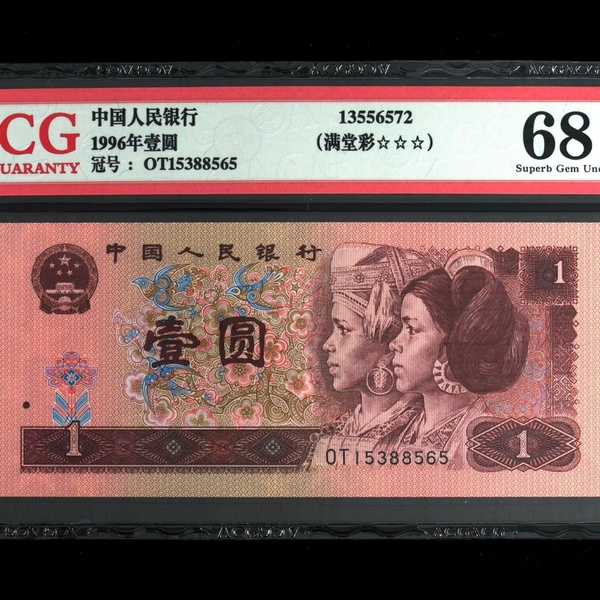 CG
UARANTY
中国人民银行
1996年壹圆
冠号： OT15388565
13556572
（满堂彩☆☆☆）
68
Superb Gem Unc
中国人民银行
壹圆
1
1
1
OT15388565